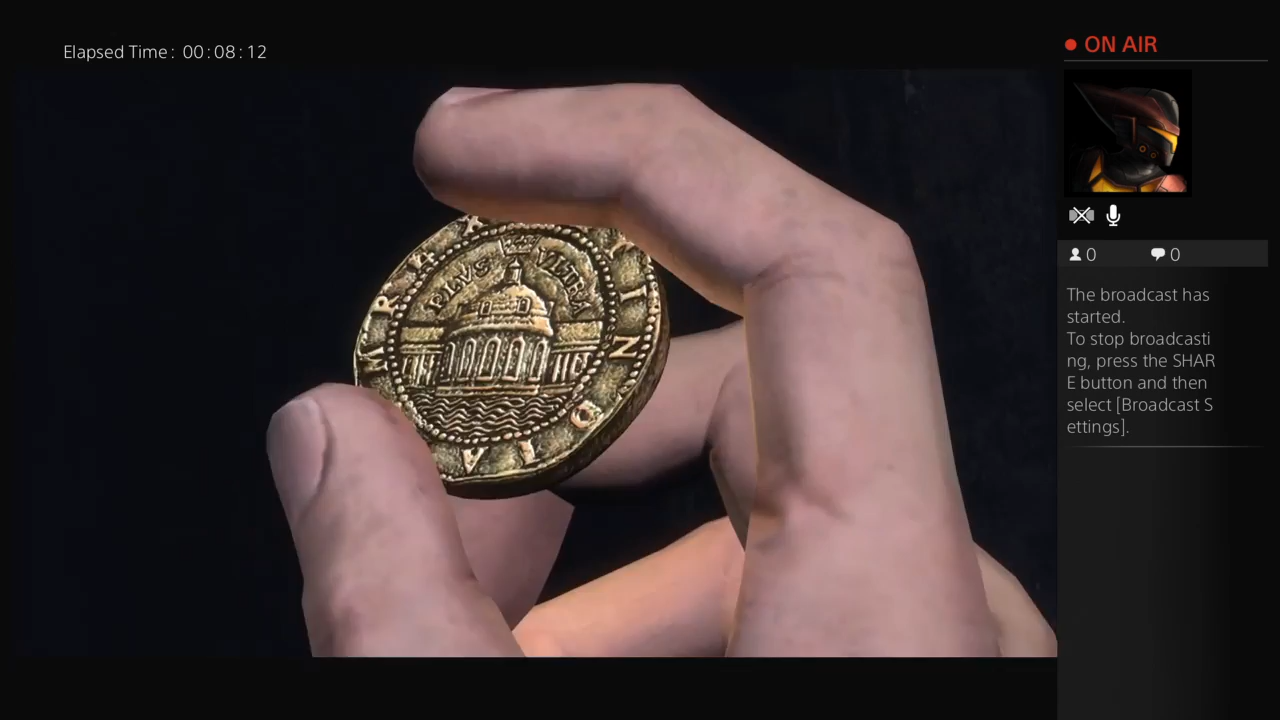 Elapsed Time: 00:08:12
ON AIR
0 0
The broadcast has
started.
To stop broadcasti
ng, press the SHAR
E button and then
select [Broadcast S
ettings].
PLVS VLTRA